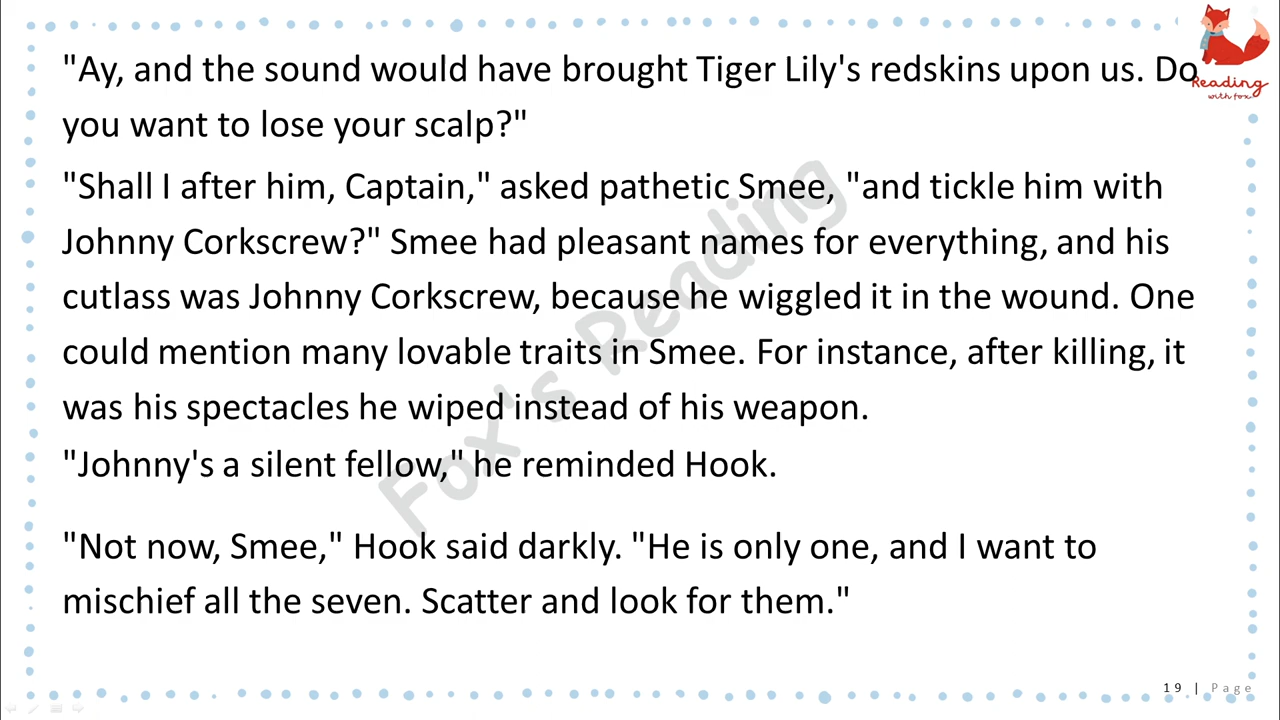 "Ay, and the sound would have brought Tiger Lily's redskins upon us. Do
Reading
with fox
you want to lose your scalp?"
"Shall I after him, Captain," asked pathetic Smee, "and tickle him with
Johnny Corkscrew?" Smee had pleasant names for everything, and his
cutlass was Johnny Corkscrew, because he wiggled it in the wound. One
could mention many lovable traits in Smee. For instance, after killing, it
was his spectacles he wiped instead of his weapon.
"Johnny's a silent fellow," he reminded Hook.
Fox's Reading
"Not now, Smee," Hook said darkly. "He is only one, and I want to
mischief all the seven. Scatter and look for them."
19 | Page